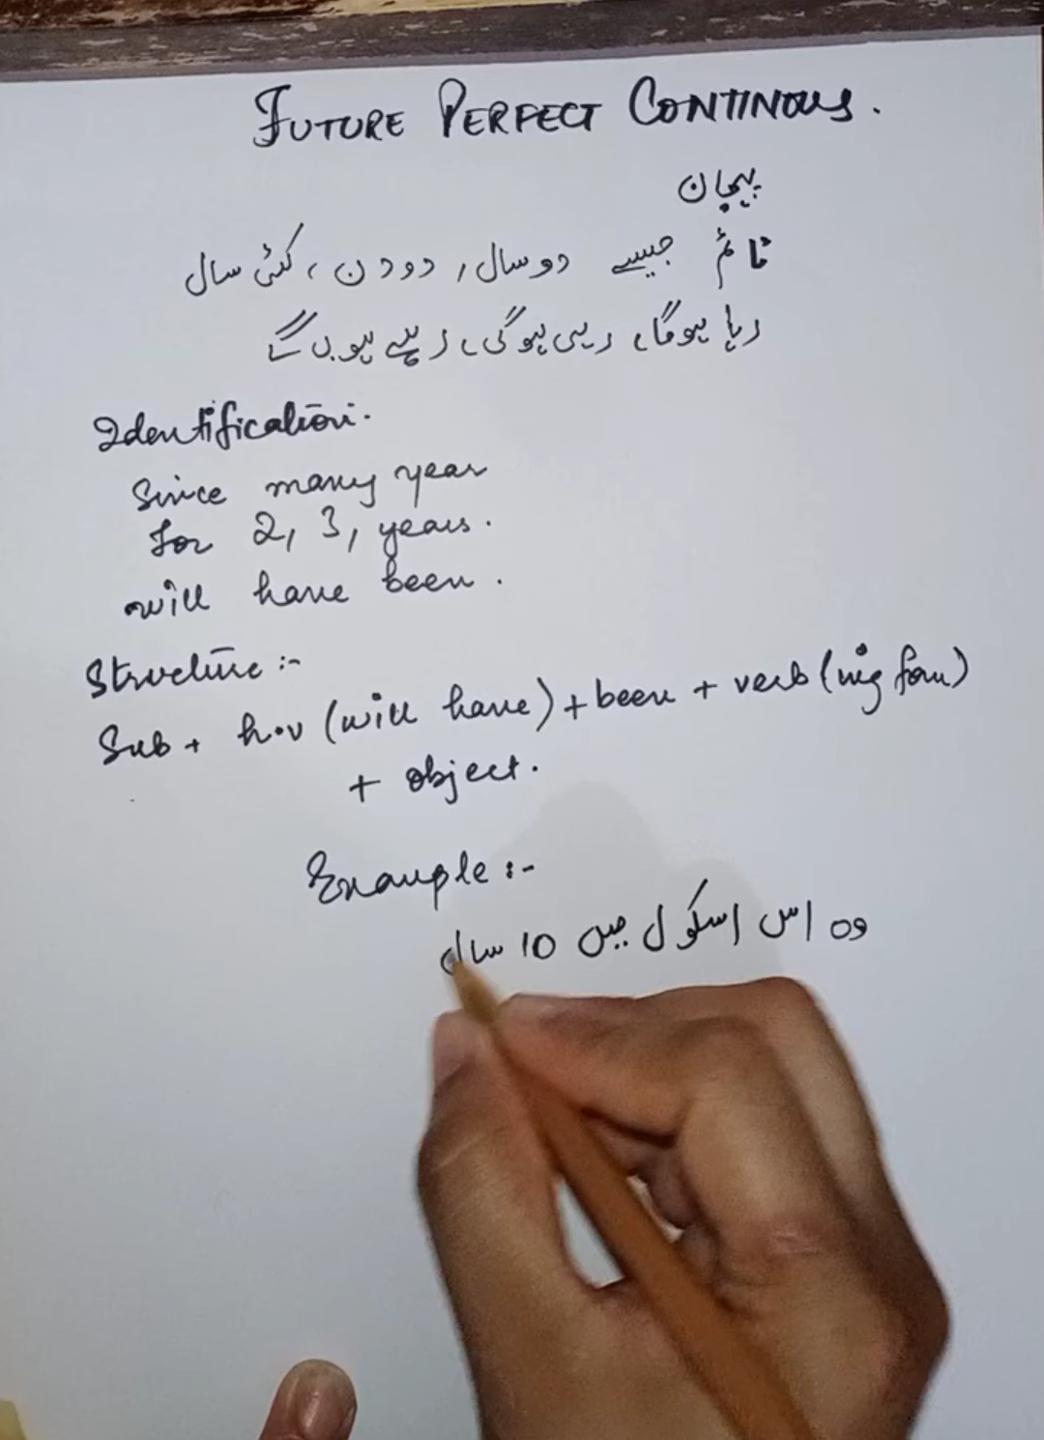 FUTURE PERFECT CONTINOUS.
پہچان
ٹائم جیسے دو سال، دو دن، کئی سال
رہا ہوگا، رہی ہوگی، رہے ہوں گے
Identification.
Since many year
for 2, 3, years.
will have been.
Structure :-
Sub + h.v (will have) + been + verb (ing form)
+ object.
Example :-
وہ اس اسکول میں 10 سال